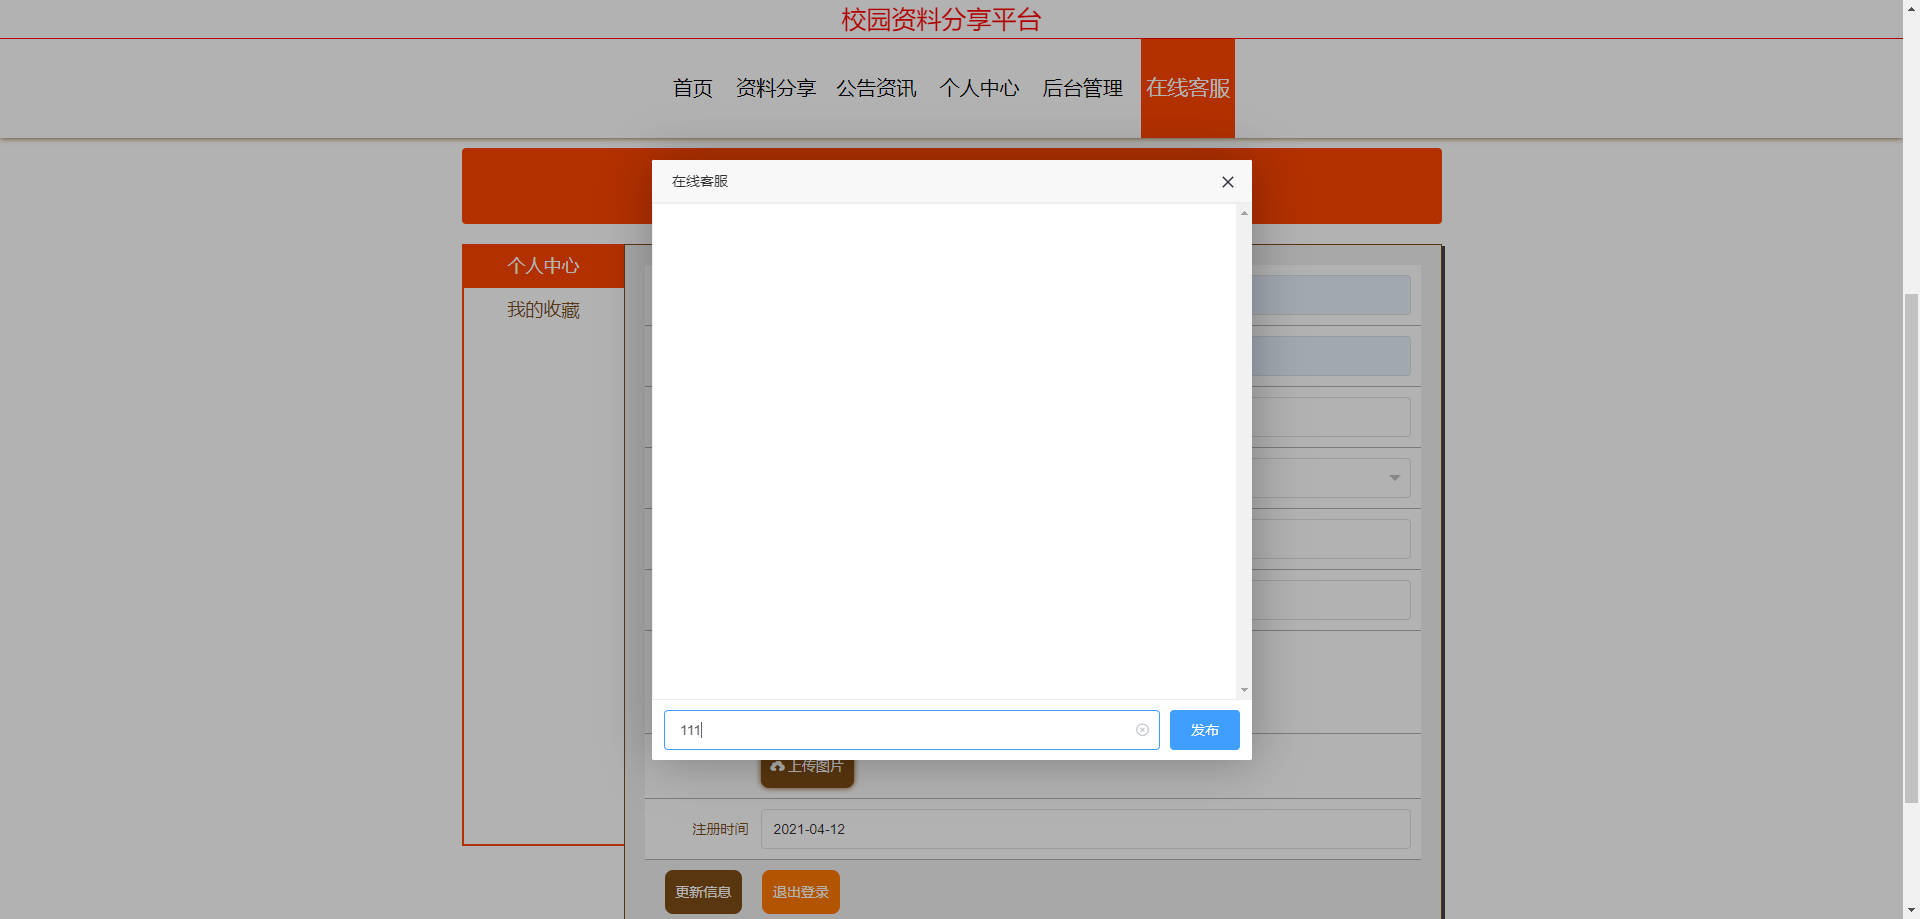 校园资料分享平台
首页 资料分享 公告资讯 个人中心 后台管理 在线客服
在线客服
个人中心
我的收藏
111
发布
上传图片
注册时间 2021-04-12
更新信息 退出登录